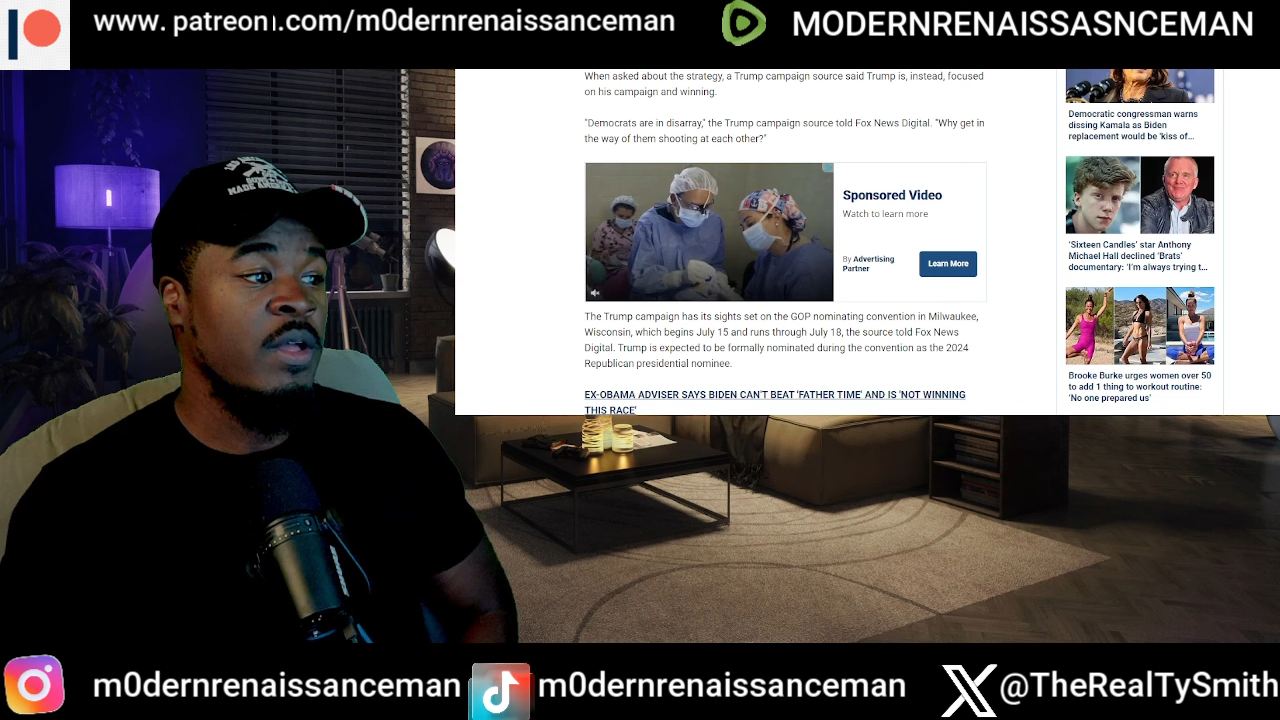 www. patreon.com/m0dernrenaissanceman
MODERNRENAISSASNCEMAN
MADE AMERICA
When asked about the strategy, a Trump campaign source said Trump is, instead, focused
on his campaign and winning.
"Democrats are in disarray," the Trump campaign source told Fox News Digital. "Why get in
the way of them shooting at each other?"
Sponsored Video
Watch to learn more
By Advertising
Partner
Learn More
The Trump campaign has its sights set on the GOP nominating convention in Milwaukee,
Wisconsin, which begins July 15 and runs through July 18, the source told Fox News
Digital. Trump is expected to be formally nominated during the convention as the 2024
Republican presidential nominee.
EX-OBAMA ADVISER SAYS BIDEN CAN'T BEAT 'FATHER TIME' AND IS 'NOT WINNING
THIS RACE'
Democratic congressman warns
dissing Kamala as Biden
replacement would be 'kiss of...
'Sixteen Candles' star Anthony
Michael Hall declined 'Brats'
documentary: 'I'm always trying t...
Brooke Burke urges women over 50
to add 1 thing to workout routine:
'No one prepared us'
m0dernrenaissanceman
m0dernrenaissanceman
@TheRealTySmith